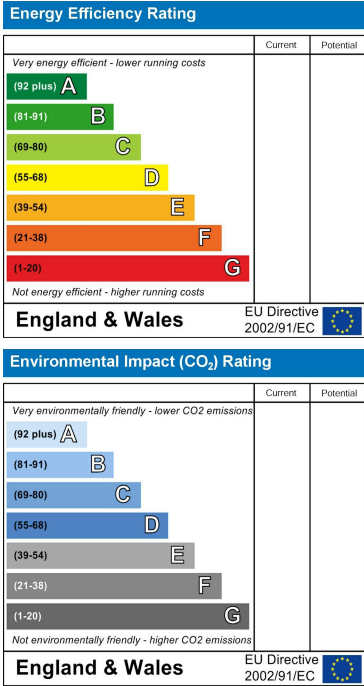 Energy Efficiency Rating
Current Potential
Very energy efficient - lower running costs
(92 plus) A
(81-91) B
(69-80) C
(55-68) D
(39-54) E
(21-38) F
(1-20) G
Not energy efficient - higher running costs
England & Wales
EU Directive
2002/91/EC
Environmental Impact (CO₂) Rating
Current Potential
Very environmentally friendly - lower CO2 emissions
(92 plus) A
(81-91) B
(69-80) C
(55-68) D
(39-54) E
(21-38) F
(1-20) G
Not environmentally friendly - higher CO2 emissions
England & Wales
EU Directive
2002/91/EC